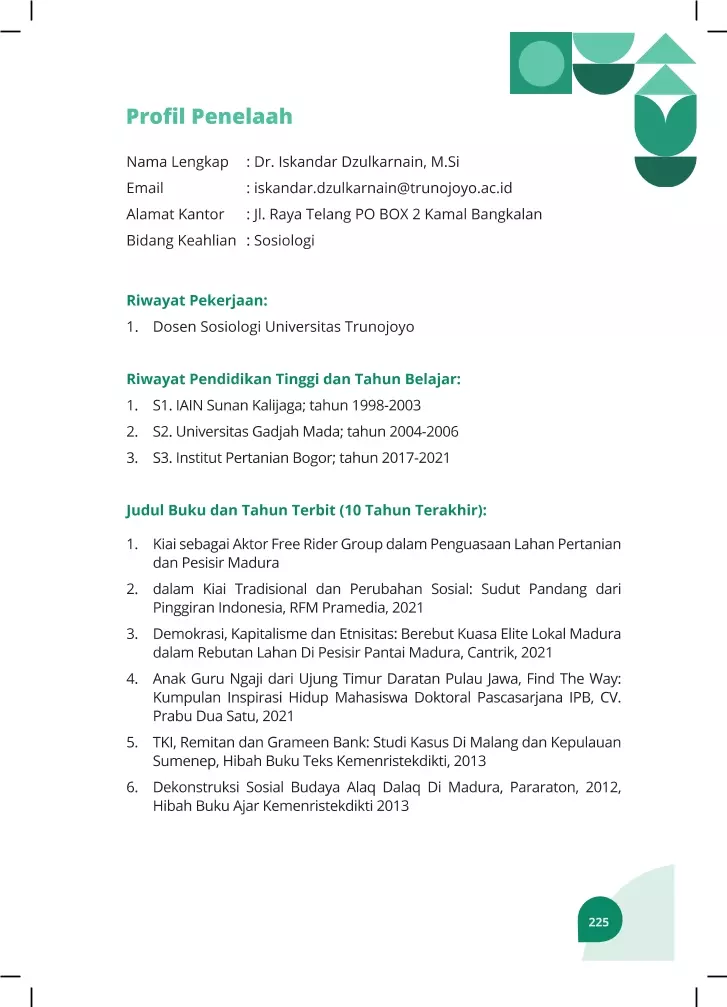 Profil Penelaah
Nama Lengkap : Dr. Iskandar Dzulkarnain, M.Si
Email : iskandar.dzulkarnain@trunojoyo.ac.id
Alamat Kantor : Jl. Raya Telang PO BOX 2 Kamal Bangkalan
Bidang Keahlian : Sosiologi
Riwayat Pekerjaan:
1. Dosen Sosiologi Universitas Trunojoyo
Riwayat Pendidikan Tinggi dan Tahun Belajar:
1. S1. IAIN Sunan Kalijaga; tahun 1998-2003
2. S2. Universitas Gadjah Mada; tahun 2004-2006
3. S3. Institut Pertanian Bogor; tahun 2017-2021
Judul Buku dan Tahun Terbit (10 Tahun Terakhir):
1. Kiai sebagai Aktor Free Rider Group dalam Penguasaan Lahan Pertanian
dan Pesisir Madura
2. dalam Kiai Tradisional dan Perubahan Sosial: Sudut Pandang dari
Pinggiran Indonesia, RFM Pramedia, 2021
3. Demokrasi, Kapitalisme dan Etnisitas: Berebut Kuasa Elite Lokal Madura
dalam Rebutan Lahan Di Pesisir Pantai Madura, Cantrik, 2021
4. Anak Guru Ngaji dari Ujung Timur Daratan Pulau Jawa, Find The Way:
Kumpulan Inspirasi Hidup Mahasiswa Doktoral Pascasarjana IPB, CV.
Prabu Dua Satu, 2021
5. TKI, Remitan dan Grameen Bank: Studi Kasus Di Malang dan Kepulauan
Sumenep, Hibah Buku Teks Kemenristekdikti, 2013
6. Dekonstruksi Sosial Budaya Alaq Dalaq Di Madura, Pararaton, 2012,
Hibah Buku Ajar Kemenristekdikti 2013
225